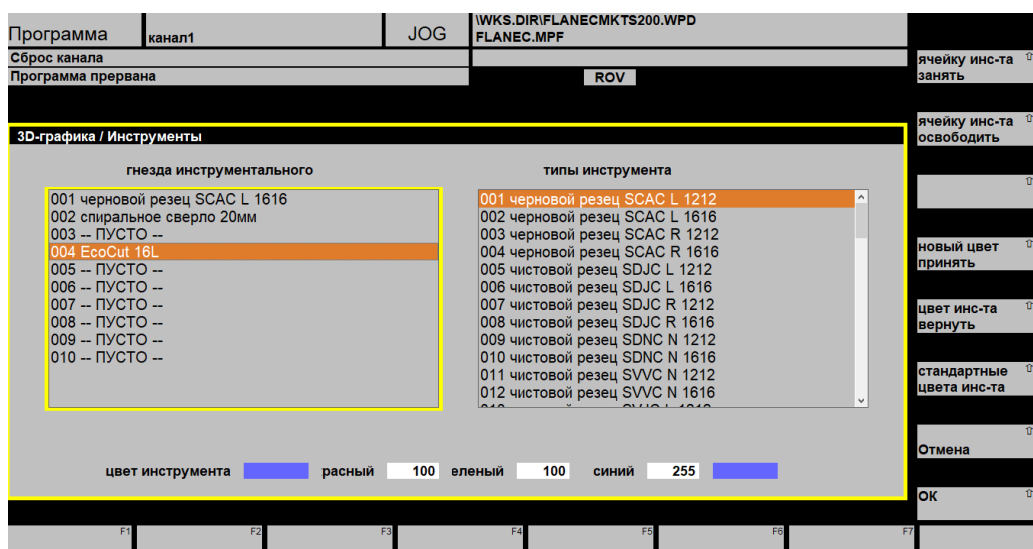 Программа
канал1
JOG
\WKS.DIR\FLANECMKTS200.WPD
FLANEC.MPF
Сброс канала
Программа прервана
ROV
3D-графика / Инструменты
гнезда инструментального
001 черновой резец SCAC L 1616
002 спиральное сверло 20мм
003 -- ПУСТО --
004 EcoCut 16L
005 -- ПУСТО --
006 -- ПУСТО --
007 -- ПУСТО --
008 -- ПУСТО --
009 -- ПУСТО --
010 -- ПУСТО --
типы инструмента
001 черновой резец SCAC L 1212
002 черновой резец SCAC L 1616
003 черновой резец SCAC R 1212
004 черновой резец SCAC R 1616
005 чистовой резец SDJC L 1212
006 чистовой резец SDJC L 1616
007 чистовой резец SDJC R 1212
008 чистовой резец SDJC R 1616
009 чистовой резец SDNC N 1212
010 чистовой резец SDNC N 1616
011 чистовой резец SVVC N 1212
012 чистовой резец SVVC N 1616
цвет инструмента расный 100 еленый 100 синий 255
ячейку инс-та
занять
ячейку инс-та
освободить
новый цвет
принять
цвет инс-та
вернуть
стандартные
цвета инс-та
Отмена
ОК
F1 F2 F3 F4 F5 F6 F7